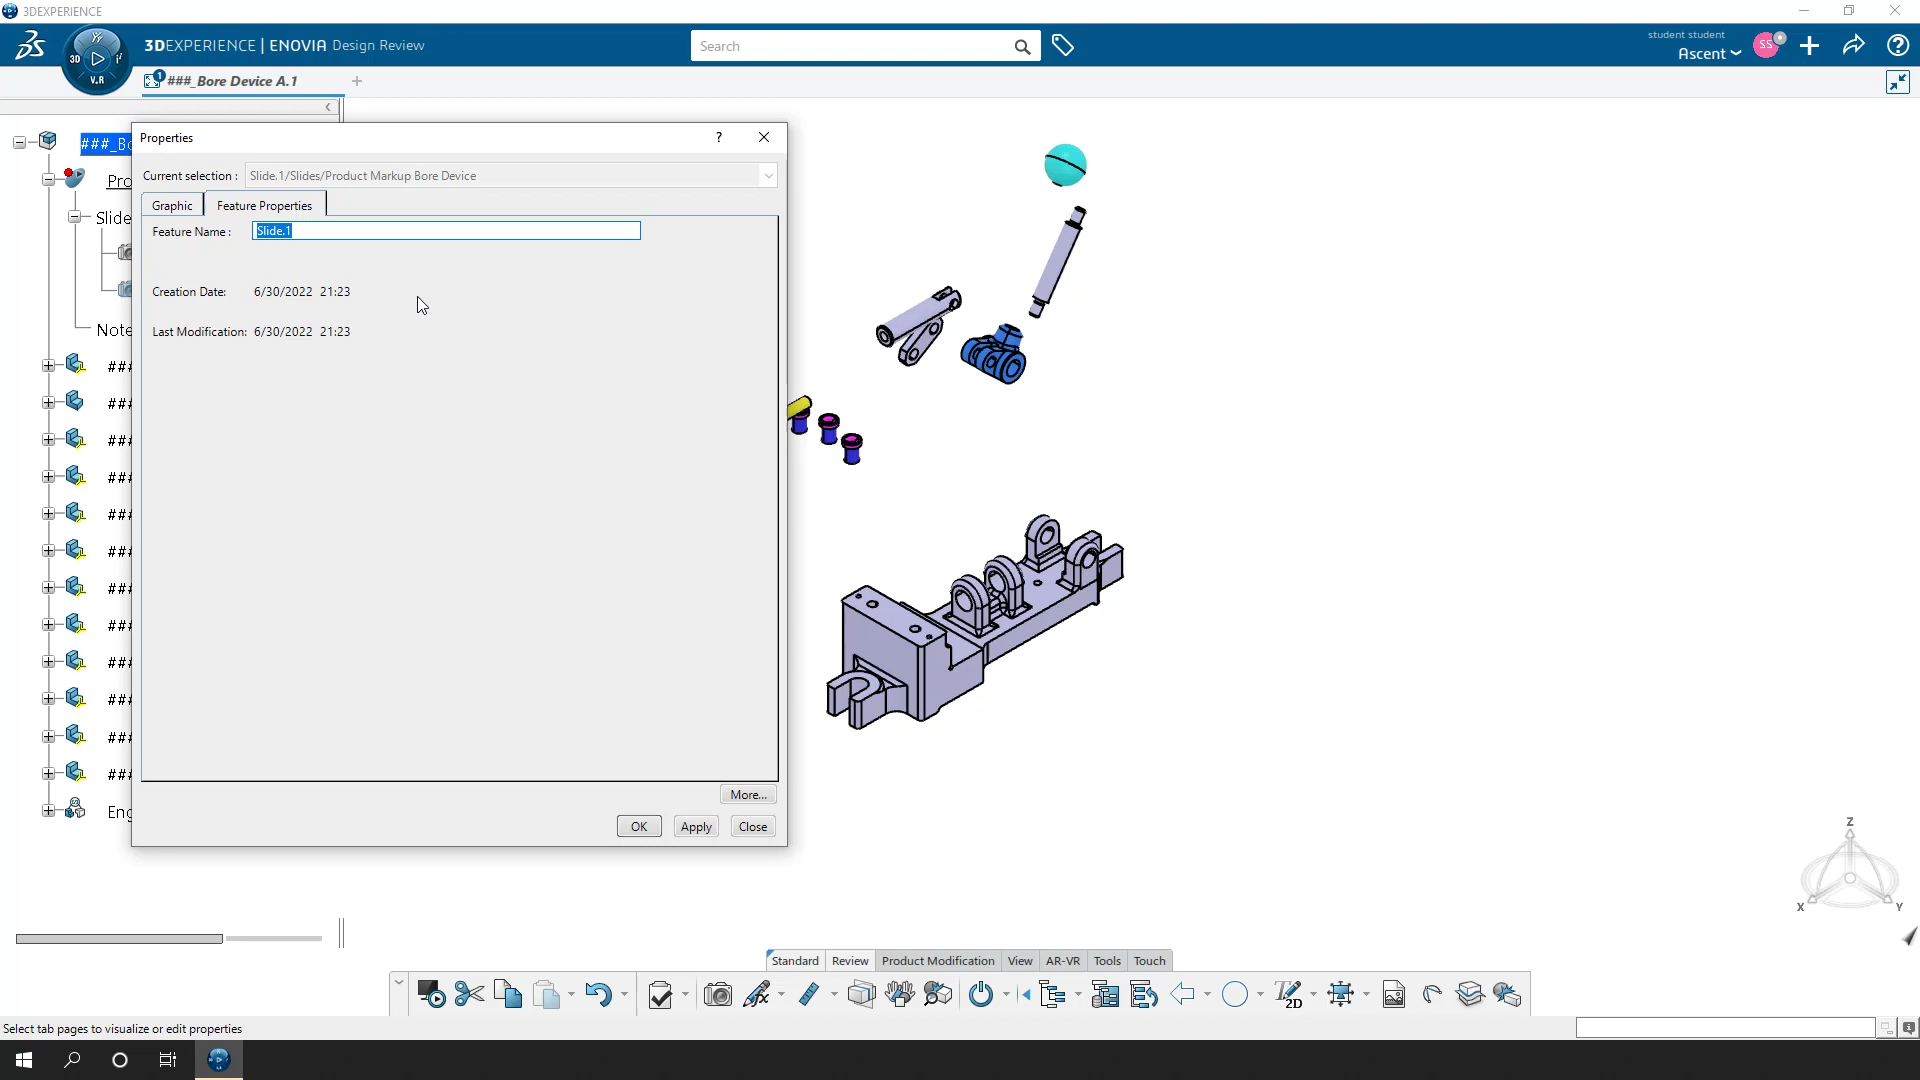 3DEXPERIENCE
3DEXPERIENCE | ENOVIA Design Review
3D
V.R
Search
student student
Ascent
SS
1
###_Bore Device A.1
###_Bo
Pro
Slide
Note
###
###
###
###
###
###
###
###
###
###
###
###
Eng
Properties
?
Current selection :
Slide.1/Slides/Product Markup Bore Device
Graphic
Feature Properties
Feature Name :
Slide.1
Creation Date:
6/30/2022 21:23
Last Modification:
6/30/2022 21:23
More...
OK
Apply
Close
Z
X
Y
Standard
Review
Product Modification
View
AR-VR
Tools
Touch
2D
Select tab pages to visualize or edit properties